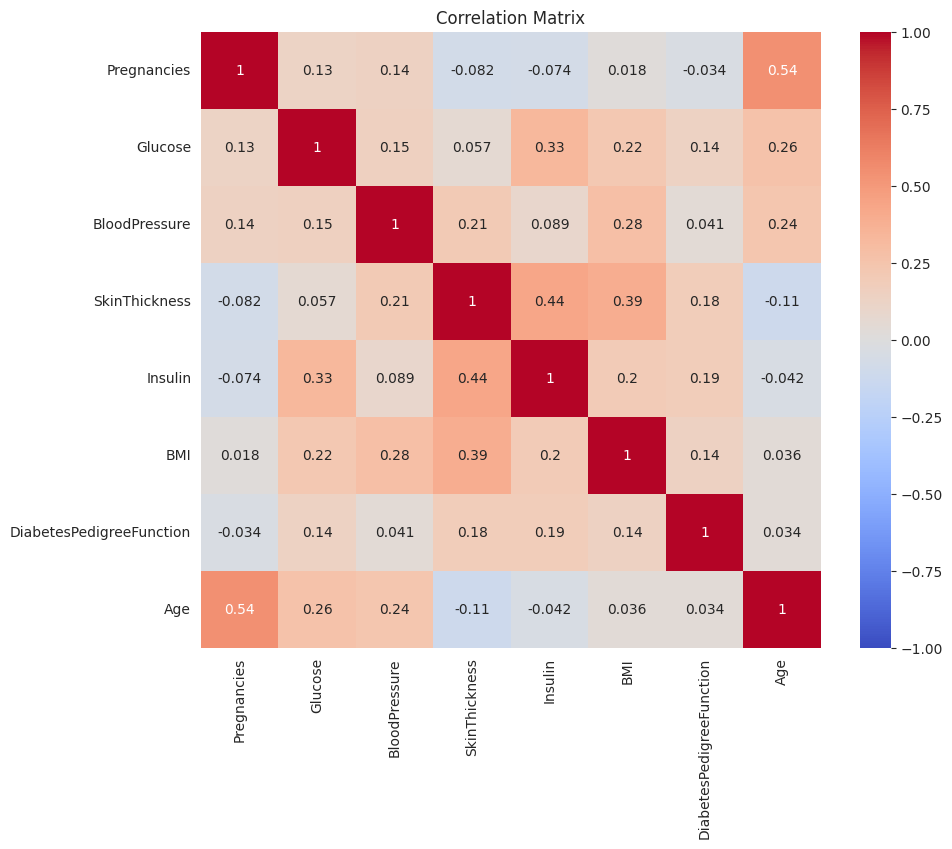 Correlation Matrix
Pregnancies 1 0.13 0.14 -0.082 -0.074 0.018 -0.034 0.54
Glucose 0.13 1 0.15 0.057 0.33 0.22 0.14 0.26
BloodPressure 0.14 0.15 1 0.21 0.089 0.28 0.041 0.24
SkinThickness -0.082 0.057 0.21 1 0.44 0.39 0.18 -0.11
Insulin -0.074 0.33 0.089 0.44 1 0.2 0.19 -0.042
BMI 0.018 0.22 0.28 0.39 0.2 1 0.14 0.036
DiabetesPedigreeFunction -0.034 0.14 0.041 0.18 0.19 0.14 1 0.034
Age 0.54 0.26 0.24 -0.11 -0.042 0.036 0.034 1
Pregnancies
Glucose
BloodPressure
SkinThickness
Insulin
BMI
DiabetesPedigreeFunction
Age
1.00
0.75
0.50
0.25
0.00
−0.25
−0.50
−0.75
−1.00